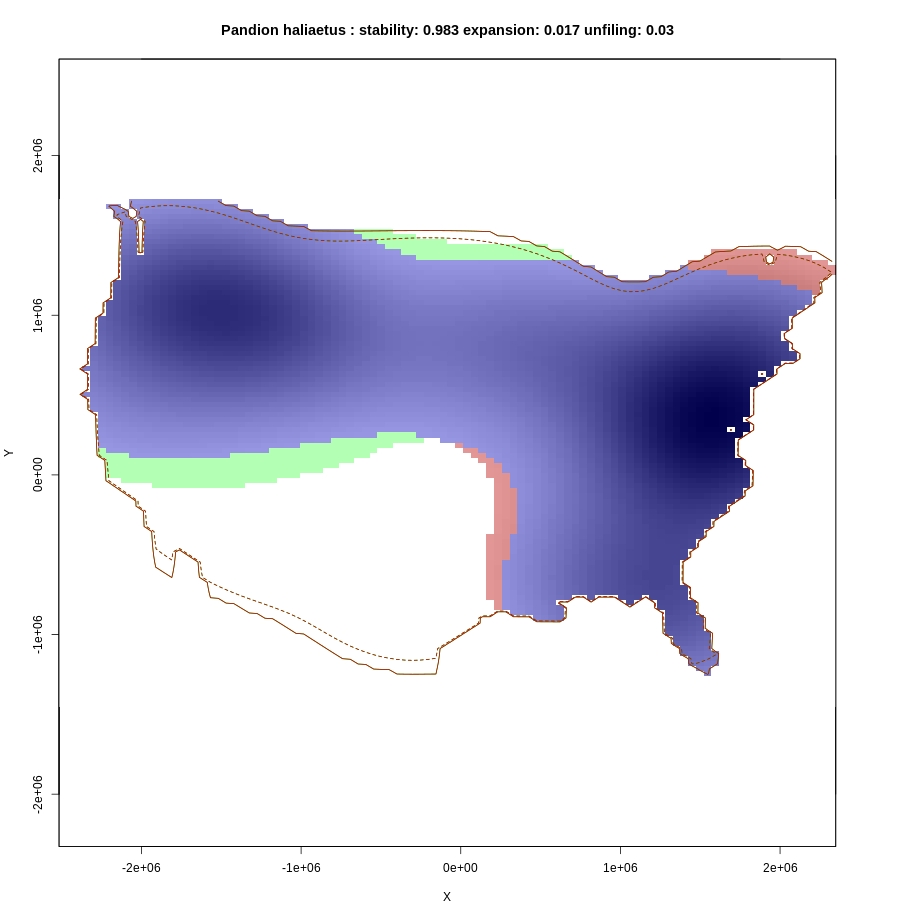 Pandion haliaetus : stability: 0.983 expansion: 0.017 unfiling: 0.03
2e+06
1e+06
0e+00
-1e+06
-2e+06
Y
-2e+06 -1e+06 0e+00 1e+06 2e+06
X